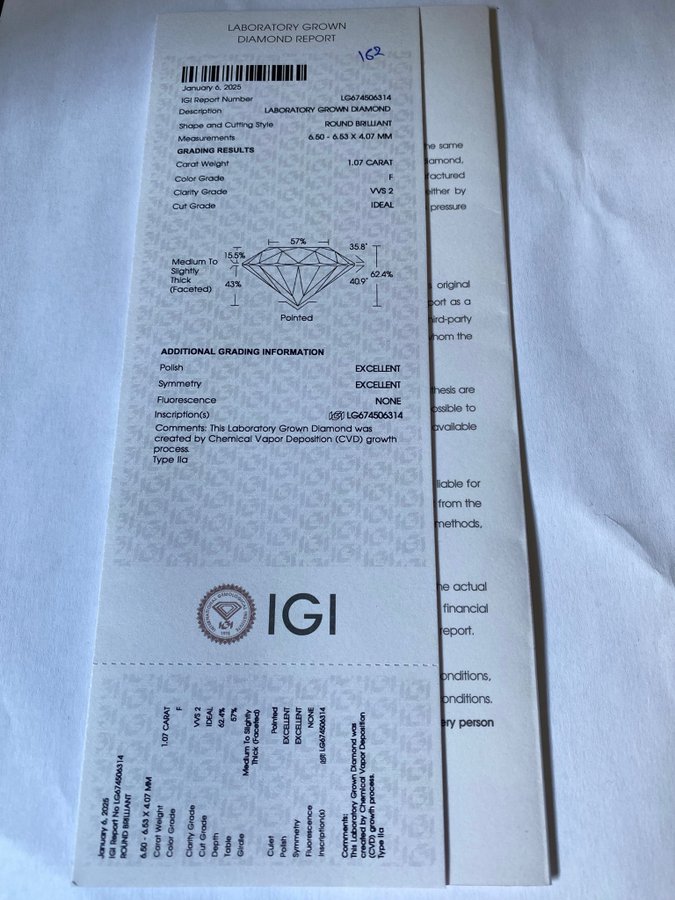 LABORATORY GROWN
DIAMOND REPORT
162
January 6, 2025
IGI Report Number LG674506314
Description LABORATORY GROWN DIAMOND
Shape and Cutting Style ROUND BRILLIANT
Measurements 6.50 - 6.53 X 4.07 MM
GRADING RESULTS
Carat Weight 1.07 CARAT
Color Grade F
Clarity Grade VVS 2
Cut Grade IDEAL
57%
15.5% 35.8°
Medium To
Slightly
Thick
(Faceted)
43% 40.9° 62.4%
Pointed
ADDITIONAL GRADING INFORMATION
Polish EXCELLENT
Symmetry EXCELLENT
Fluorescence NONE
Inscription(s) IGI LG674506314
Comments: This Laboratory Grown Diamond was
created by Chemical Vapor Deposition (CVD) growth
process.
Type IIa
INTERNATIONAL GEMOLOGICAL INSTITUTE
IGI
1975
IGI
January 6, 2025
IGI Report No LG674506314
ROUND BRILLIANT
6.50 - 6.53 X 4.07 MM
Carat Weight 1.07 CARAT
Color Grade F
Clarity Grade VVS 2
Cut Grade IDEAL
Depth 62.4%
Table 57%
Girdle Medium To Slightly
Thick (Faceted)
Culet Pointed
Polish EXCELLENT
Symmetry EXCELLENT
Fluorescence NONE
Inscription(s) IGI LG674506314
Comments:
This Laboratory Grown Diamond was
created by Chemical Vapor Deposition
(CVD) growth process.
Type IIa
he same
iamond,
factured
either by
pressure
original
port as a
hird-party
whom the
thesis are
ossible to
available
liable for
from the
methods,
he actual
financial
report.
onditions,
onditions.
ery person